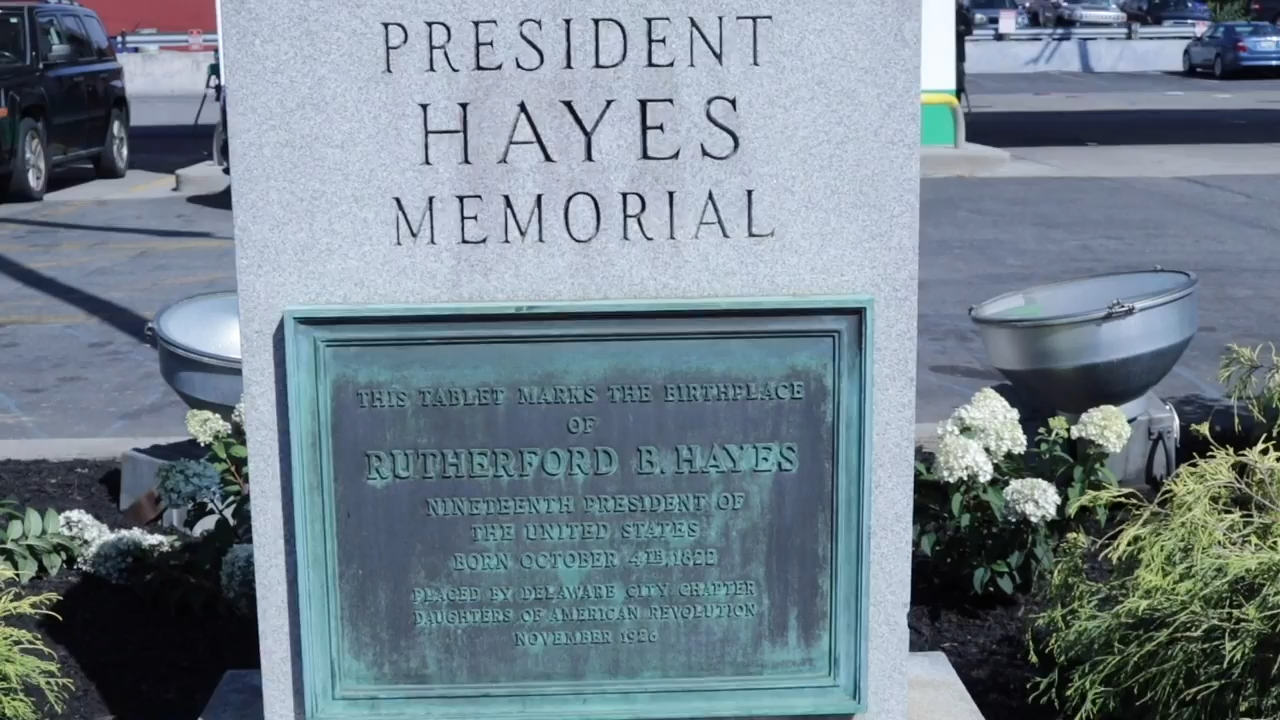 PRESIDENT
HAYES
MEMORIAL
THIS TABLET MARKS THE BIRTHPLACE
OF
RUTHERFORD B. HAYES
NINETEENTH PRESIDENT OF
THE UNITED STATES
BORN OCTOBER 4TH, 1822
PLACED BY DELAWARE CITY CHAPTER
DAUGHTERS OF AMERICAN REVOLUTION
NOVEMBER 1926